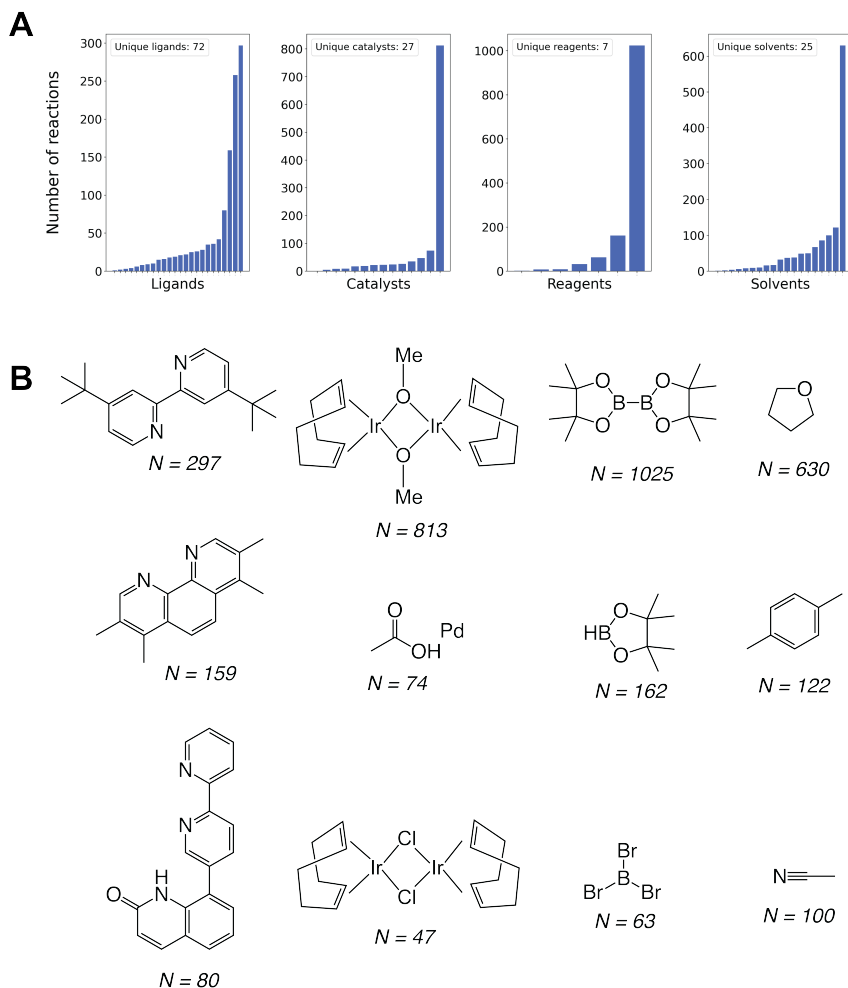 A
Number of reactions
Unique ligands: 72
300
250
200
150
100
50
0
Ligands
Unique catalysts: 27
800
700
600
500
400
300
200
100
0
Catalysts
Unique reagents: 7
1000
800
600
400
200
0
Reagents
Unique solvents: 25
600
500
400
300
200
100
0
Solvents
B
N
N
N = 297
Me
O
Ir Ir
O
Me
N = 813
O O
B B
O O
N = 1025
O
N = 630
N
N
N = 159
O
OH
Pd
N = 74
O
HB
O
N = 162
N = 122
N
N
H
N
O
N = 80
Cl
Ir Ir
Cl
N = 47
Br
B
Br Br
N = 63
N
N = 100